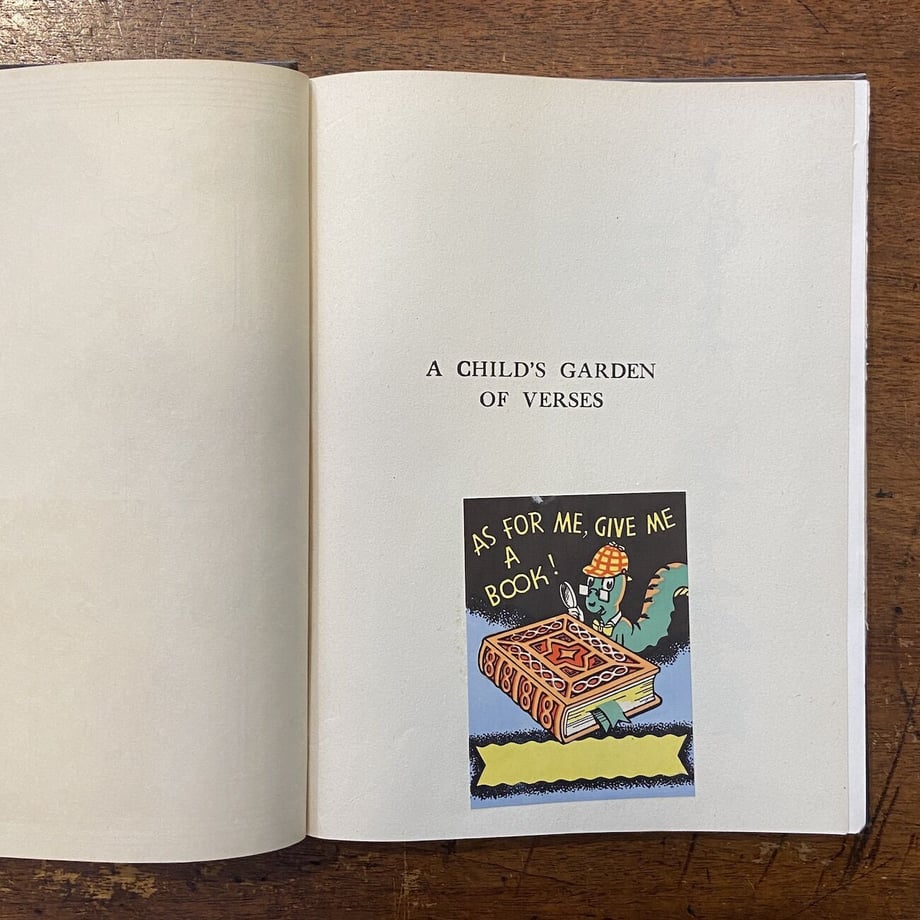 A CHILD'S GARDEN
OF VERSES
AS FOR ME, GIVE ME
A
BOOK!